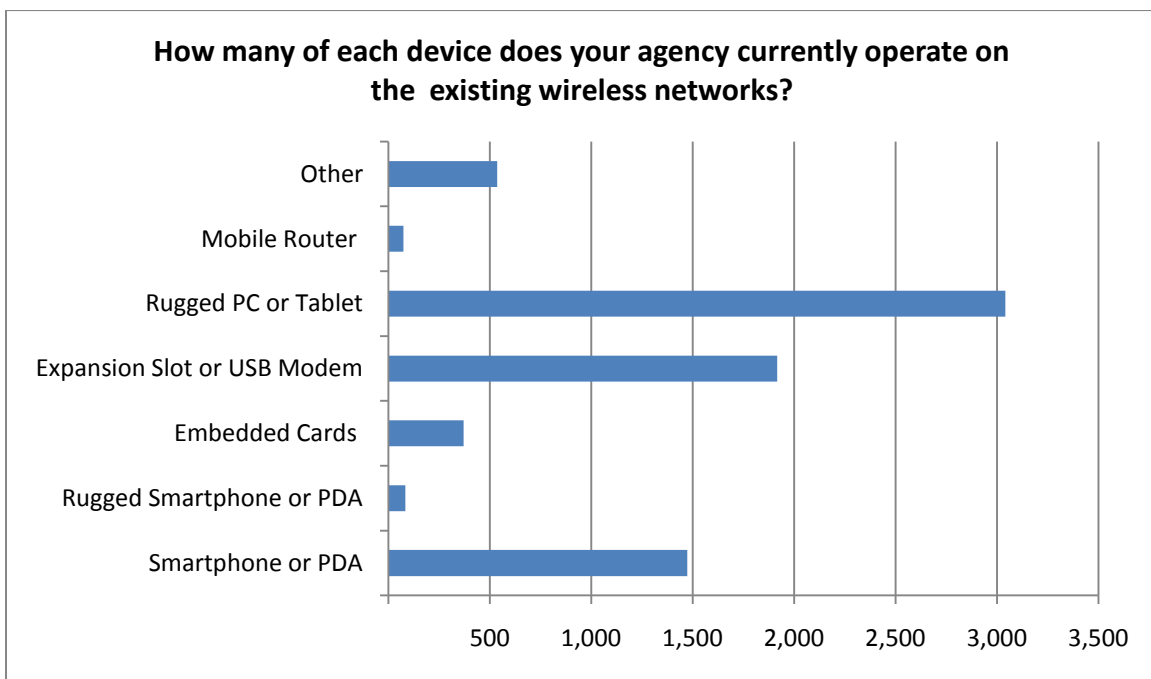 How many of each device does your agency currently operate on
the existing wireless networks?
Other
Mobile Router
Rugged PC or Tablet
Expansion Slot or USB Modem
Embedded Cards
Rugged Smartphone or PDA
Smartphone or PDA
500 1,000 1,500 2,000 2,500 3,000 3,500